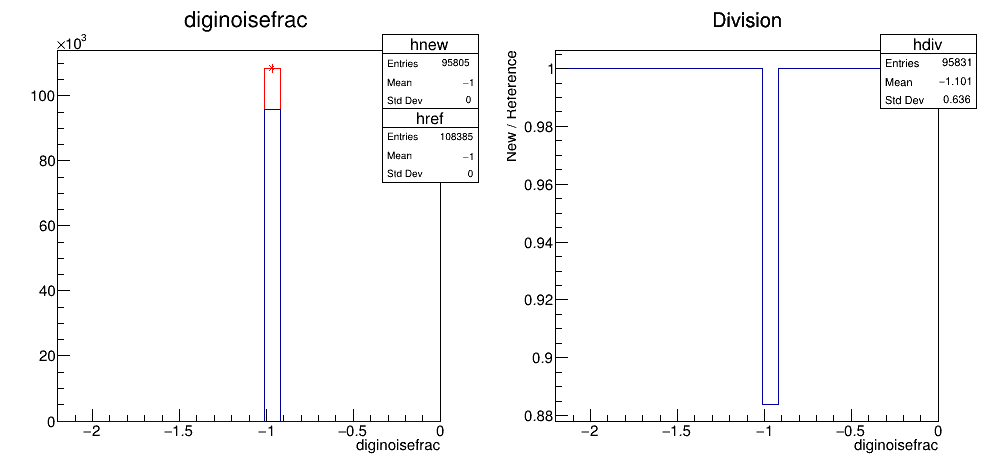 diginoisefrac
×10³
hnew
Entries 95805
Mean −1
Std Dev 0
href
Entries 108385
Mean −1
Std Dev 0
100
80
60
40
20
0
−2 −1.5 −1 −0.5 0
diginoisefrac
Division
hdiv
Entries 95831
Mean −1.101
Std Dev 0.636
New / Reference
1
0.98
0.96
0.94
0.92
0.9
0.88
−2 −1.5 −1 −0.5 0
diginoisefrac